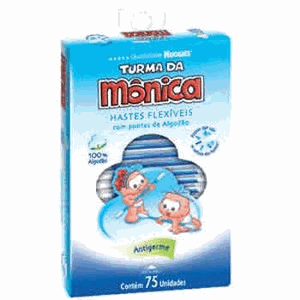 HUGGIES
TURMA DA
mônica
HASTES FLEXÍVEIS
com pontas de Algodão
100%
Algodão
Antigerme
Contém: 75 Unidades